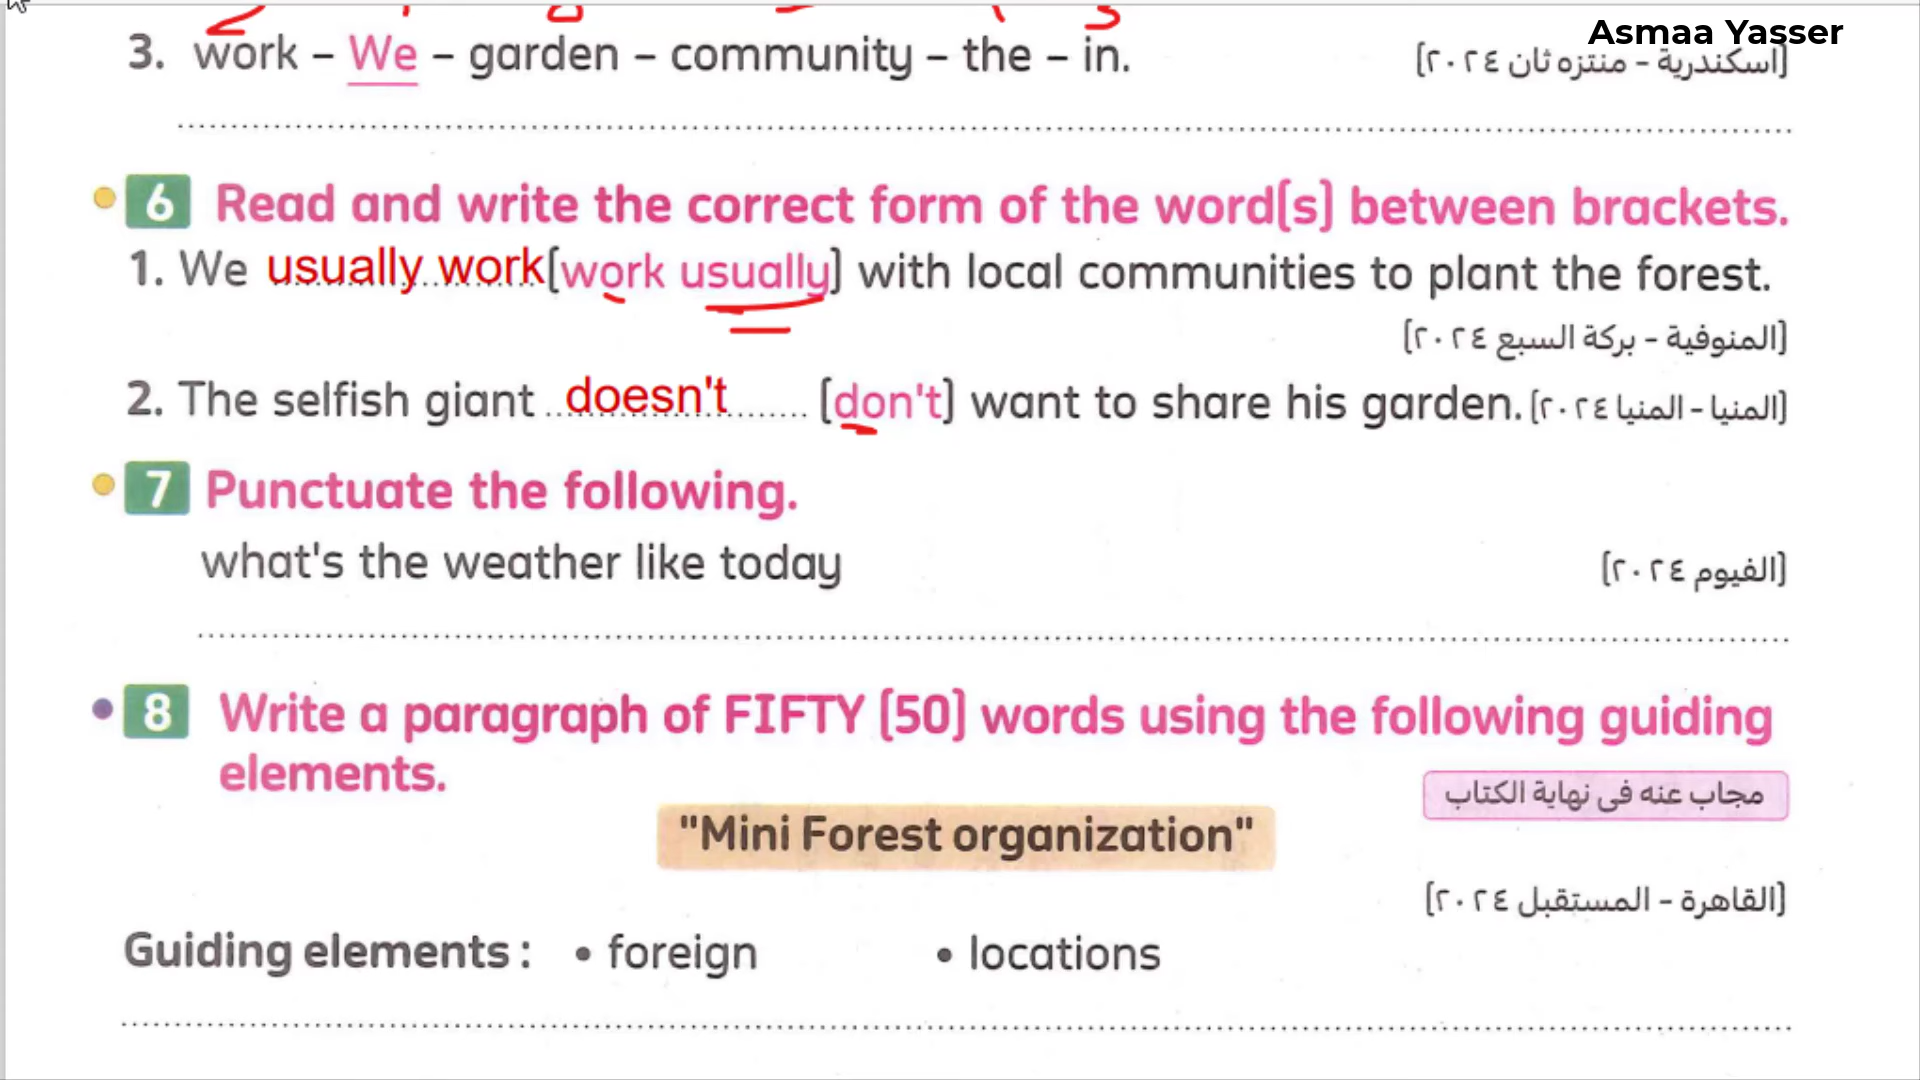 Asmaa Yasser
3. work – We – garden – community – the – in.
[اسكندرية – منتزه ثان ٢٠٢٤]
6 Read and write the correct form of the word(s) between brackets.
1. We usually work [work usually] with local communities to plant the forest.
[المنوفية – بركة السبع ٢٠٢٤]
2. The selfish giant doesn't [don't] want to share his garden. [المنيا – المنيا ٢٠٢٤]
7 Punctuate the following.
what's the weather like today [الفيوم ٢٠٢٤]
8 Write a paragraph of FIFTY (50) words using the following guiding
elements.
مجاب عنه فى نهاية الكتاب
"Mini Forest organization"
[القاهرة – المستقبل ٢٠٢٤]
Guiding elements : • foreign • locations